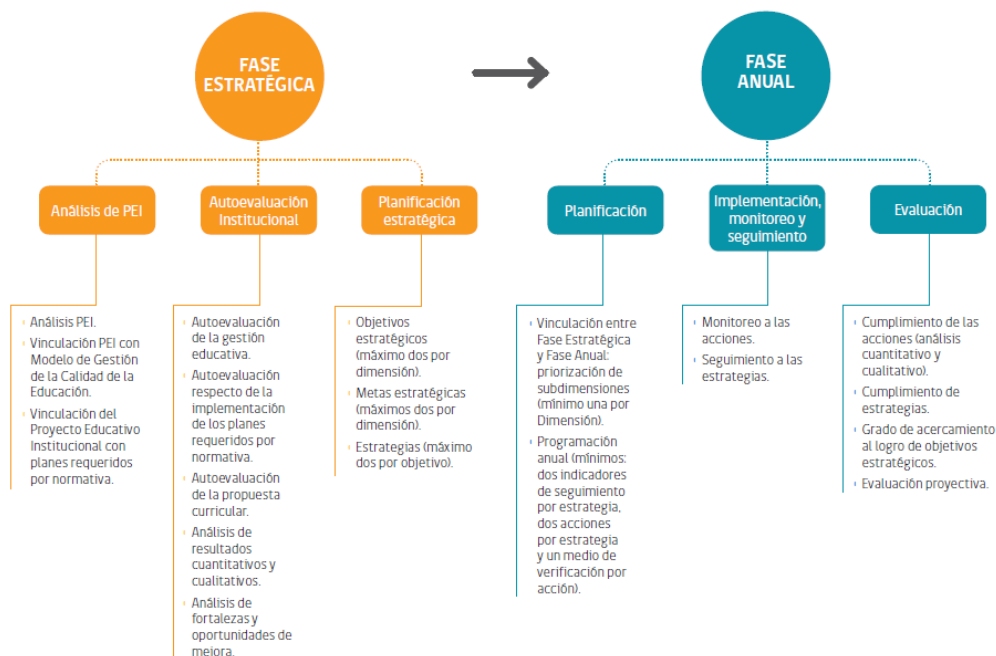 FASE
ESTRATÉGICA
FASE
ANUAL
Análisis de PEI
Autoevaluación
Institucional
Planificación
estratégica
Planificación
Implementación,
monitoreo y
seguimiento
Evaluación
Análisis PEI.
Vinculación PEI con
Modelo de Gestión
de la Calidad de la
Educación.
Vinculación del
Proyecto Educativo
Institucional con
planes requeridos
por normativa.
Autoevaluación
de la gestión
educativa.
Autoevaluación
respecto de la
implementación
de los planes
requeridos por
normativa.
Autoevaluación
de la propuesta
curricular.
Análisis de
resultados
cuantitativos y
cualitativos.
Análisis de
fortalezas y
oportunidades de
mejora.
Objetivos
estratégicos
(máximo dos por
dimensión).
Metas estratégicas
(máximos dos por
dimensión).
Estrategias (máximo
dos por objetivo).
Vinculación entre
Fase Estratégica
y Fase Anual:
priorización de
subdimensiones
(mínimo una por
Dimensión).
Programación
anual (mínimos:
dos indicadores
de seguimiento
por estrategia,
dos acciones
por estrategia
y un medio de
verificación por
acción).
Monitoreo a las
acciones.
Seguimiento a las
estrategias.
Cumplimiento de las
acciones (análisis
cuantitativo y
cualitativo).
Cumplimiento de
estrategias.
Grado de acercamiento
al logro de objetivos
estratégicos.
Evaluación proyectiva.